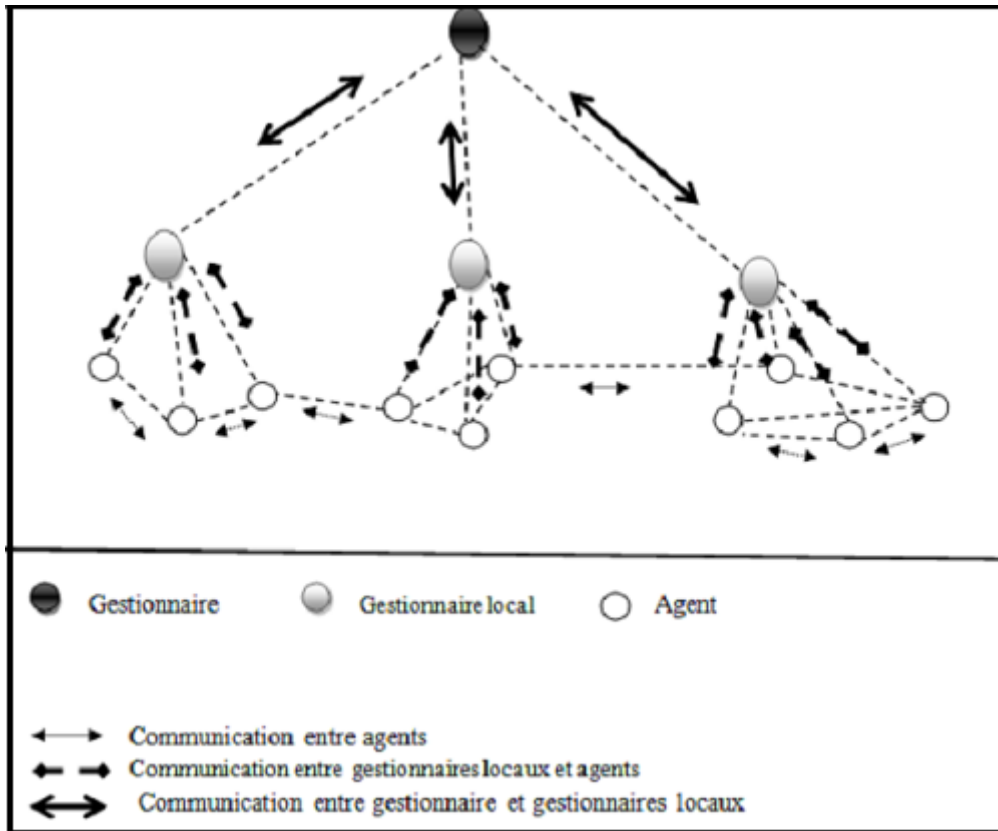 Gestionnaire Gestionnaire local Agent
Communication entre agents
Communication entre gestionnaires locaux et agents
Communication entre gestionnaire et gestionnaires locaux